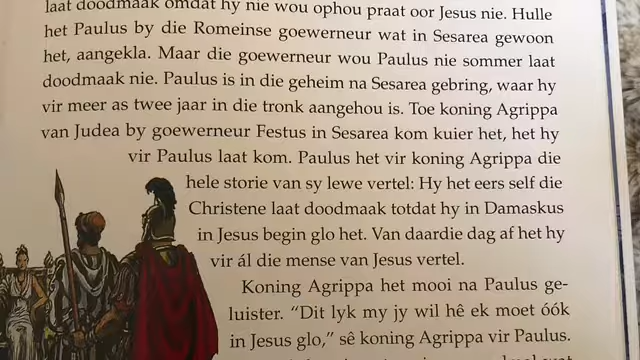 laat doodmaak omdat hy nie wou ophou praat oor Jesus nie. Hulle
het Paulus by die Romeinse goewerneur wat in Sesarea gewoon
het, aangekla. Maar die goewerneur wou Paulus nie sommer laat
doodmaak nie. Paulus is in die geheim na Sesarea gebring, waar hy
vir meer as twee jaar in die tronk aangehou is. Toe koning Agrippa
van Judea by goewerneur Festus in Sesarea kom kuier het, het hy
vir Paulus laat kom. Paulus het vir koning Agrippa die
hele storie van sy lewe vertel: Hy het eers self die
Christene laat doodmaak totdat hy in Damaskus
in Jesus begin glo het. Van daardie dag af het hy
vir ál die mense van Jesus vertel.
Koning Agrippa het mooi na Paulus ge-
luister. “Dit lyk my jy wil hê ek moet óók
in Jesus glo,” sê koning Agrippa vir Paulus.